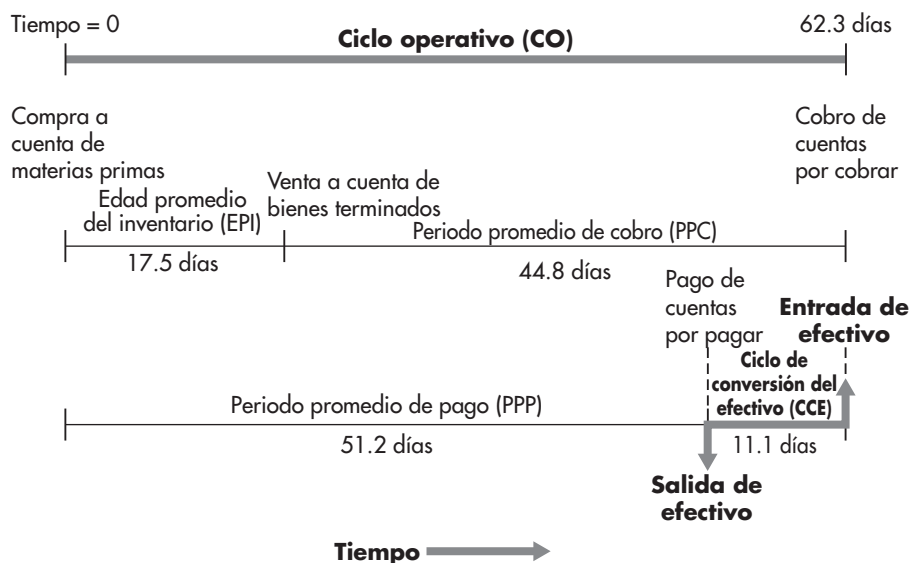 Tiempo = 0
Ciclo operativo (CO)
62.3 días
Compra a
cuenta de
materias primas
Cobro de
cuentas
por cobrar
Edad promedio
del inventario (EPI)
Venta a cuenta de
bienes terminados
Periodo promedio de cobro (PPC)
17.5 días
44.8 días
Pago de
cuentas
por pagar
Entrada de
efectivo
Ciclo de
conversión del
efectivo (CCE)
Periodo promedio de pago (PPP)
51.2 días
11.1 días
Salida de
efectivo
Tiempo